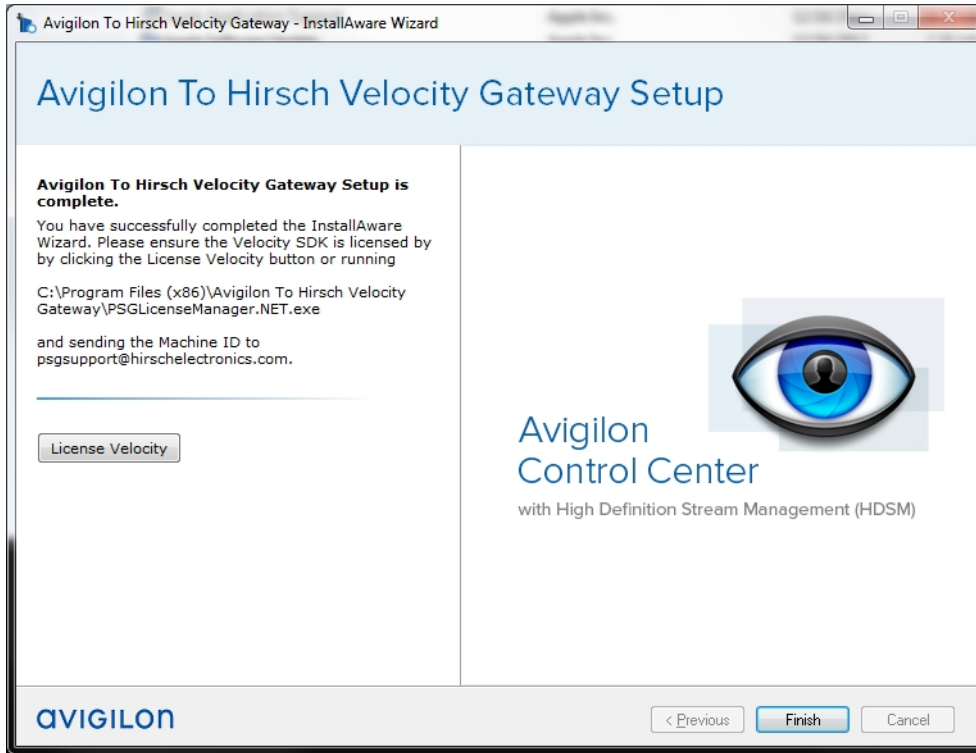 Avigilon To Hirsch Velocity Gateway - InstallAware Wizard
Avigilon To Hirsch Velocity Gateway Setup
Avigilon To Hirsch Velocity Gateway Setup is
complete.
You have successfully completed the InstallAware
Wizard. Please ensure the Velocity SDK is licensed by
by clicking the License Velocity button or running
C:\Program Files (x86)\Avigilon To Hirsch Velocity
Gateway\PSGLicenseManager.NET.exe
and sending the Machine ID to
psgsupport@hirschelectronics.com.
License Velocity
Avigilon
Control Center
with High Definition Stream Management (HDSM)
avigilon
< Previous
Finish
Cancel